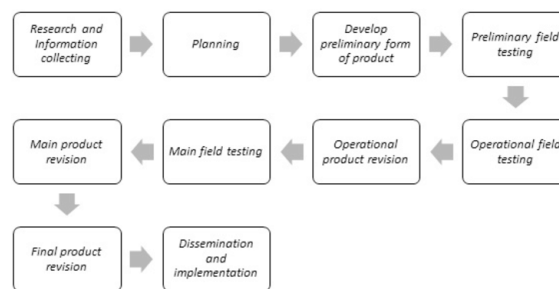 Research and
Information
collecting
Planning
Develop
preliminary form
of product
Preliminary field
testing
Main product
revision
Main field testing
Operational
product revision
Operational field
testing
Final product
revision
Dissemination
and
implementation